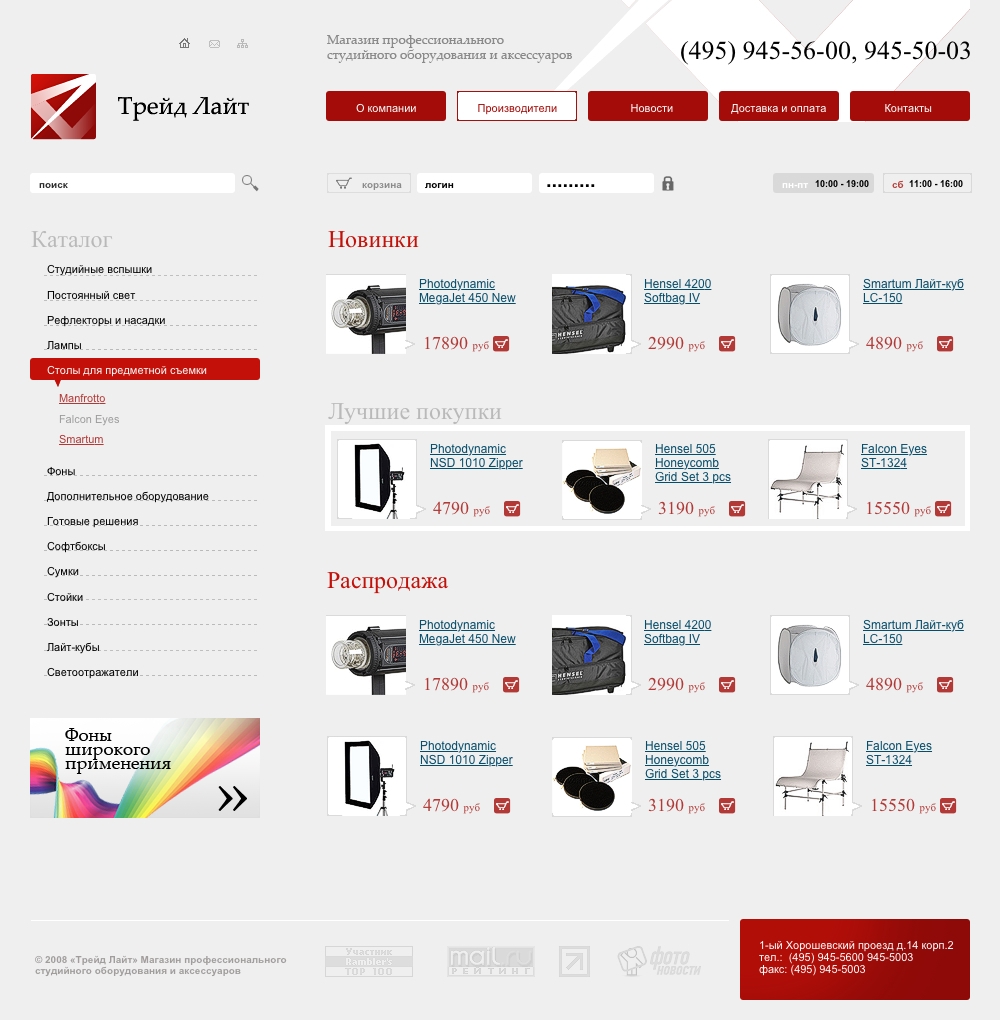 Магазин профессионального
студийного оборудования и аксессуаров
(495) 945-56-00, 945-50-03
Трейд Лайт
О компании
Производители
Новости
Доставка и оплата
Контакты
поиск
корзина
логин
пн-пт 10:00 - 19:00
сб 11:00 - 16:00
Каталог
Студийные вспышки
Постоянный свет
Рефлекторы и насадки
Лампы
Столы для предметной съемки
Manfrotto
Falcon Eyes
Smartum
Фоны
Дополнительное оборудование
Готовые решения
Софтбоксы
Сумки
Стойки
Зонты
Лайт-кубы
Светоотражатели
Фоны
широкого
применения
Новинки
Photodynamic
MegaJet 450 New
17890 руб
Hensel 4200
Softbag IV
2990 руб
Smartum Лайт-куб
LC-150
4890 руб
Лучшие покупки
Photodynamic
NSD 1010 Zipper
4790 руб
Hensel 505
Honeycomb
Grid Set 3 pcs
3190 руб
Falcon Eyes
ST-1324
15550 руб
Распродажа
Photodynamic
MegaJet 450 New
17890 руб
Hensel 4200
Softbag IV
2990 руб
Smartum Лайт-куб
LC-150
4890 руб
Photodynamic
NSD 1010 Zipper
4790 руб
Hensel 505
Honeycomb
Grid Set 3 pcs
3190 руб
Falcon Eyes
ST-1324
15550 руб
© 2008 «Трейд Лайт» Магазин профессионального
студийного оборудования и аксессуаров
Участник
Rambler's
TOP 100
mail.ru
РЕЙТИНГ
фото
новости
1-ый Хорошевский проезд д.14 корп.2
тел.: (495) 945-5600 945-5003
факс: (495) 945-5003